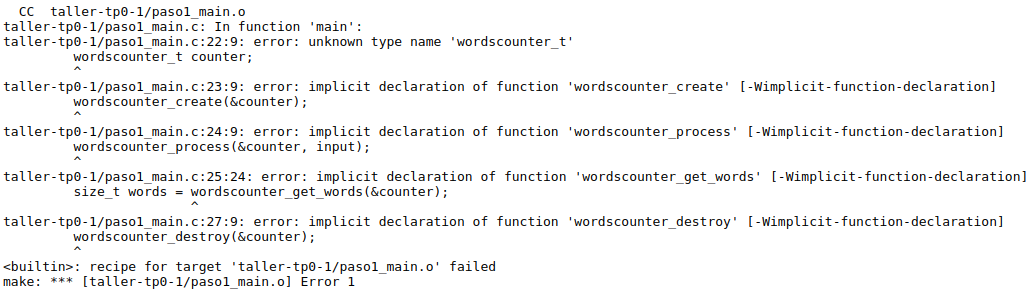 CC  taller-tp0-1/paso1_main.o
taller-tp0-1/paso1_main.c: In function 'main':
taller-tp0-1/paso1_main.c:22:9: error: unknown type name 'wordscounter_t'
         wordscounter_t counter;
         ^
taller-tp0-1/paso1_main.c:23:9: error: implicit declaration of function 'wordscounter_create' [-Wimplicit-function-declaration]
         wordscounter_create(&counter);
         ^
taller-tp0-1/paso1_main.c:24:9: error: implicit declaration of function 'wordscounter_process' [-Wimplicit-function-declaration]
         wordscounter_process(&counter, input);
         ^
taller-tp0-1/paso1_main.c:25:24: error: implicit declaration of function 'wordscounter_get_words' [-Wimplicit-function-declaration]
         size_t words = wordscounter_get_words(&counter);
                        ^
taller-tp0-1/paso1_main.c:27:9: error: implicit declaration of function 'wordscounter_destroy' [-Wimplicit-function-declaration]
         wordscounter_destroy(&counter);
         ^
<builtin>: recipe for target 'taller-tp0-1/paso1_main.o' failed
make: *** [taller-tp0-1/paso1_main.o] Error 1